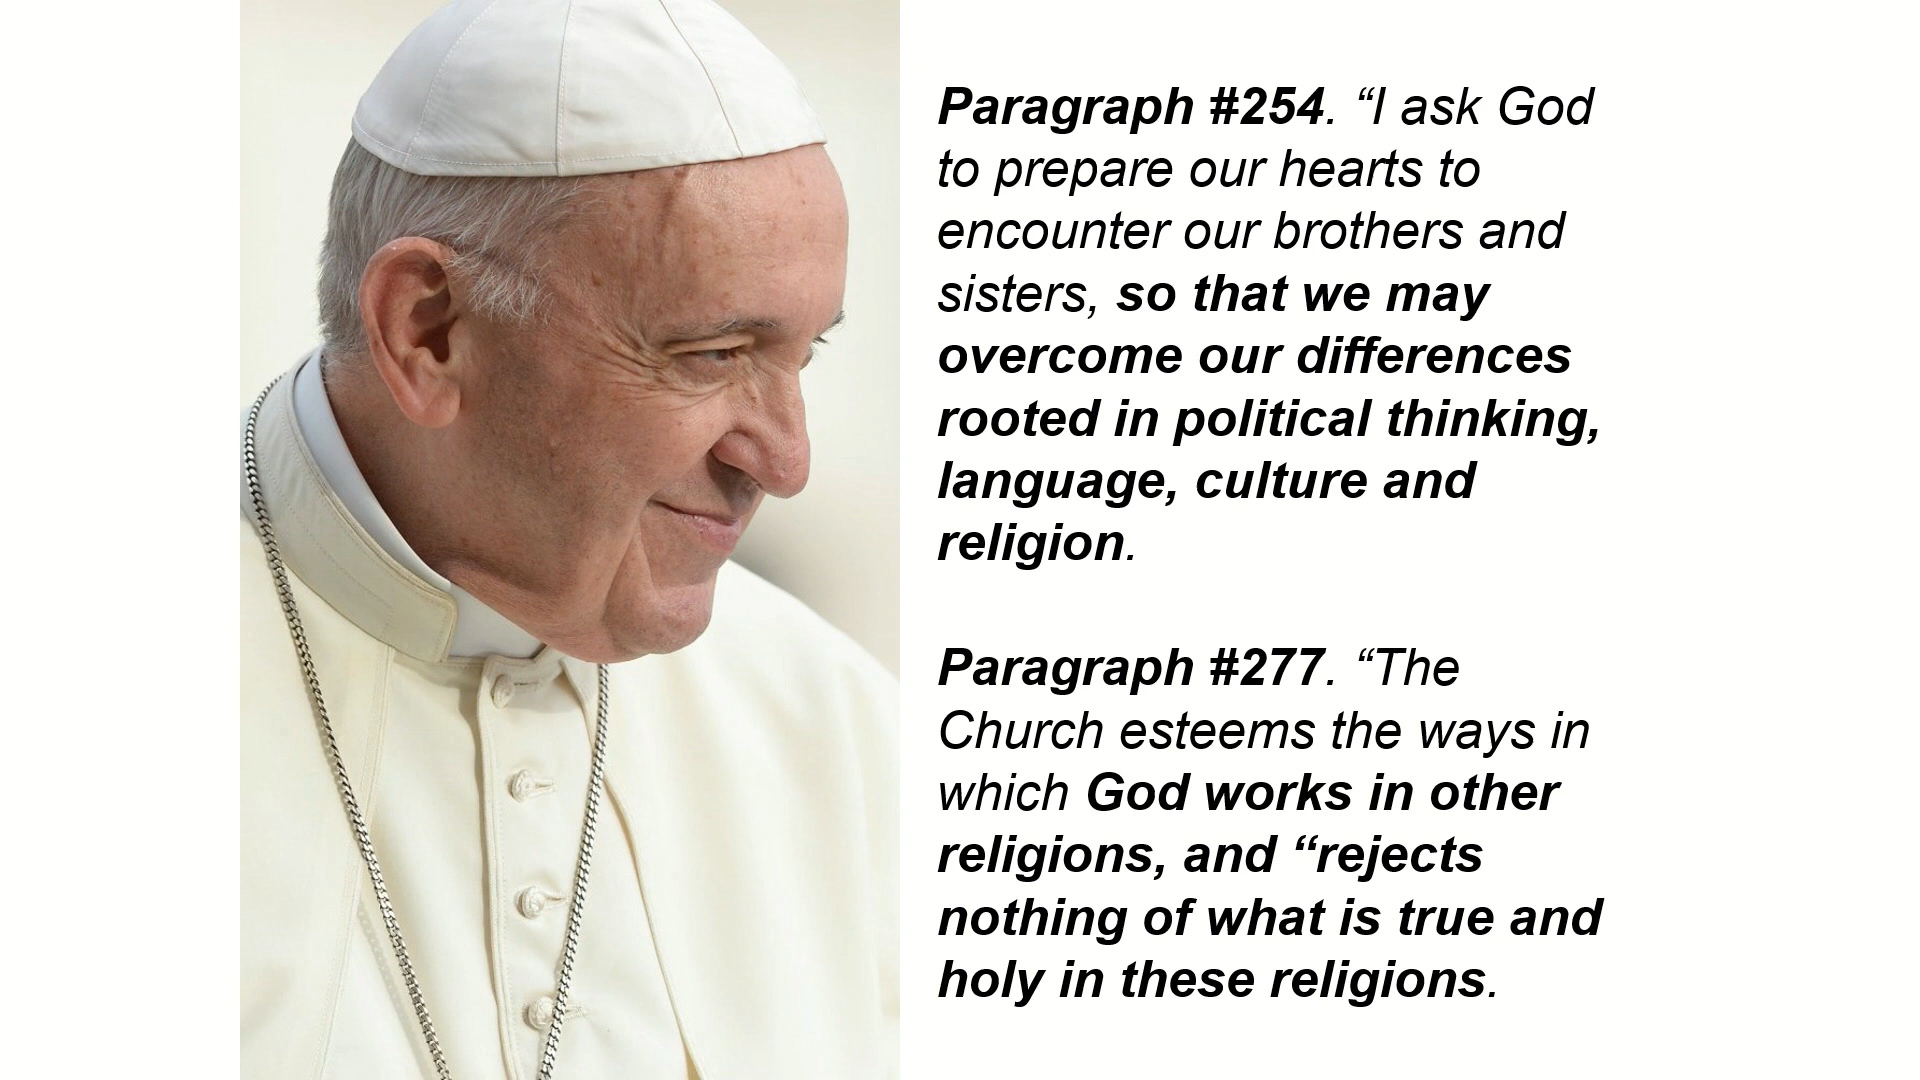 Paragraph #254. “I ask God
to prepare our hearts to
encounter our brothers and
sisters, so that we may
overcome our differences
rooted in political thinking,
language, culture and
religion.
Paragraph #277. “The
Church esteems the ways in
which God works in other
religions, and “rejects
nothing of what is true and
holy in these religions.